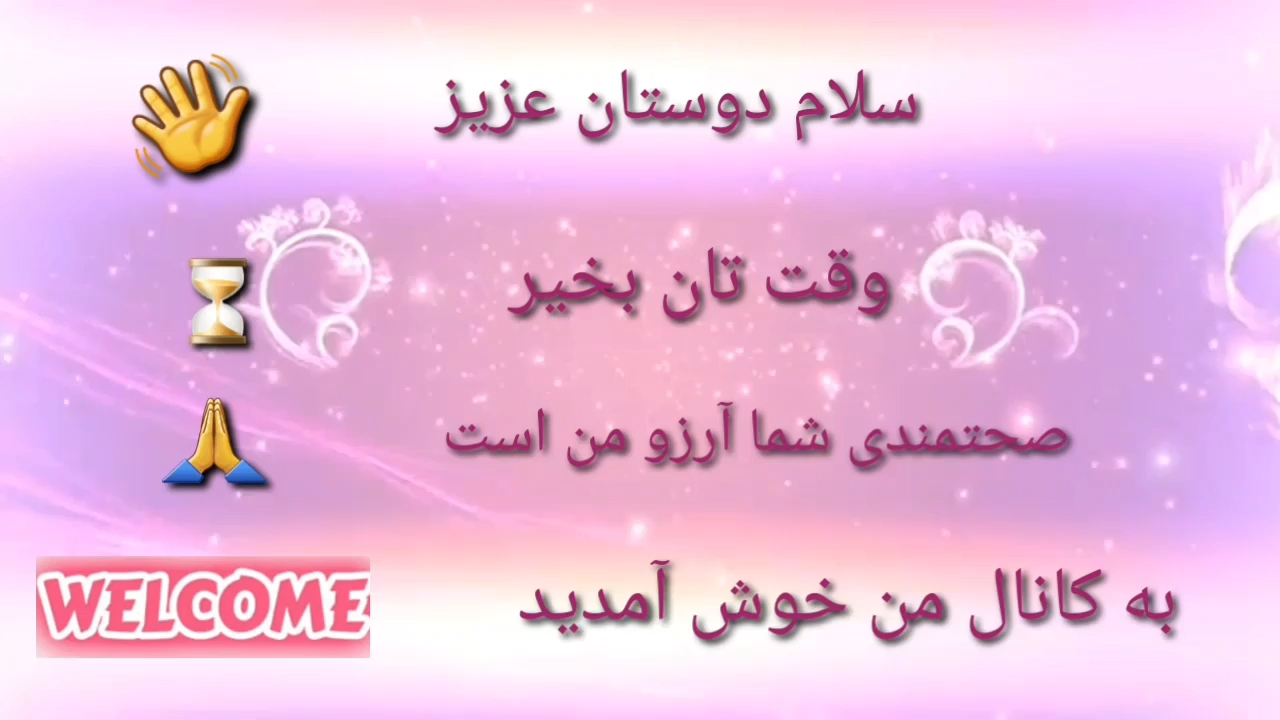 سلام دوستان عزیز
وقت تان بخیر
صحتمندی شما آرزو من است
به کانال من خوش آمدید
WELCOME